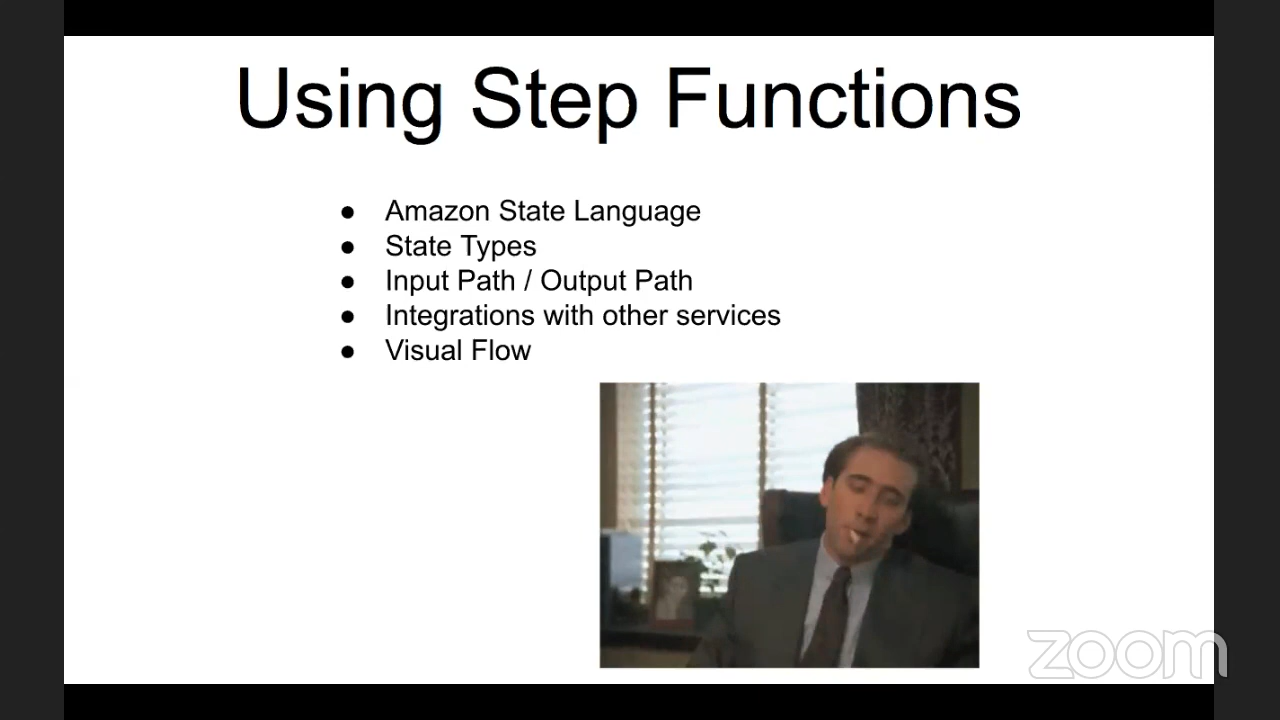 Using Step Functions
● Amazon State Language
● State Types
● Input Path / Output Path
● Integrations with other services
● Visual Flow
zoom